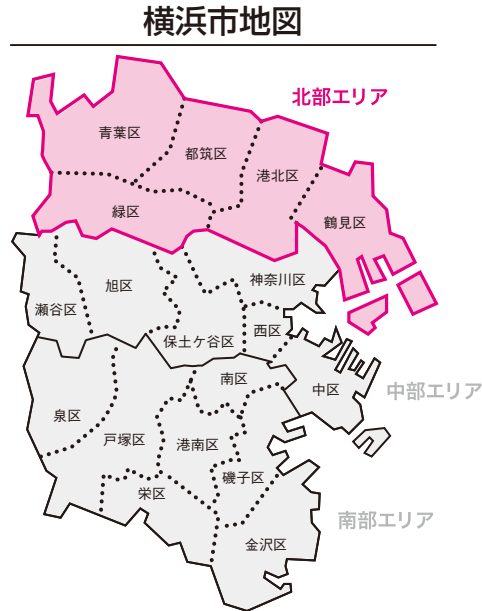 横浜市地図
北部エリア
青葉区
都筑区
港北区
緑区
鶴見区
神奈川区
旭区
瀬谷区
保土ケ谷区
西区
南区
中区
中部エリア
泉区
戸塚区
港南区
磯子区
栄区
南部エリア
金沢区